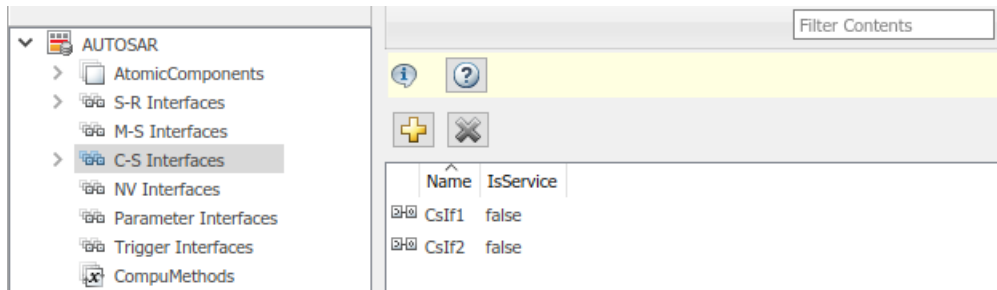 Filter Contents
AUTOSAR
AtomicComponents
S-R Interfaces
M-S Interfaces
C-S Interfaces
NV Interfaces
Parameter Interfaces
Trigger Interfaces
CompuMethods
Name IsService
CsIf1 false
CsIf2 false